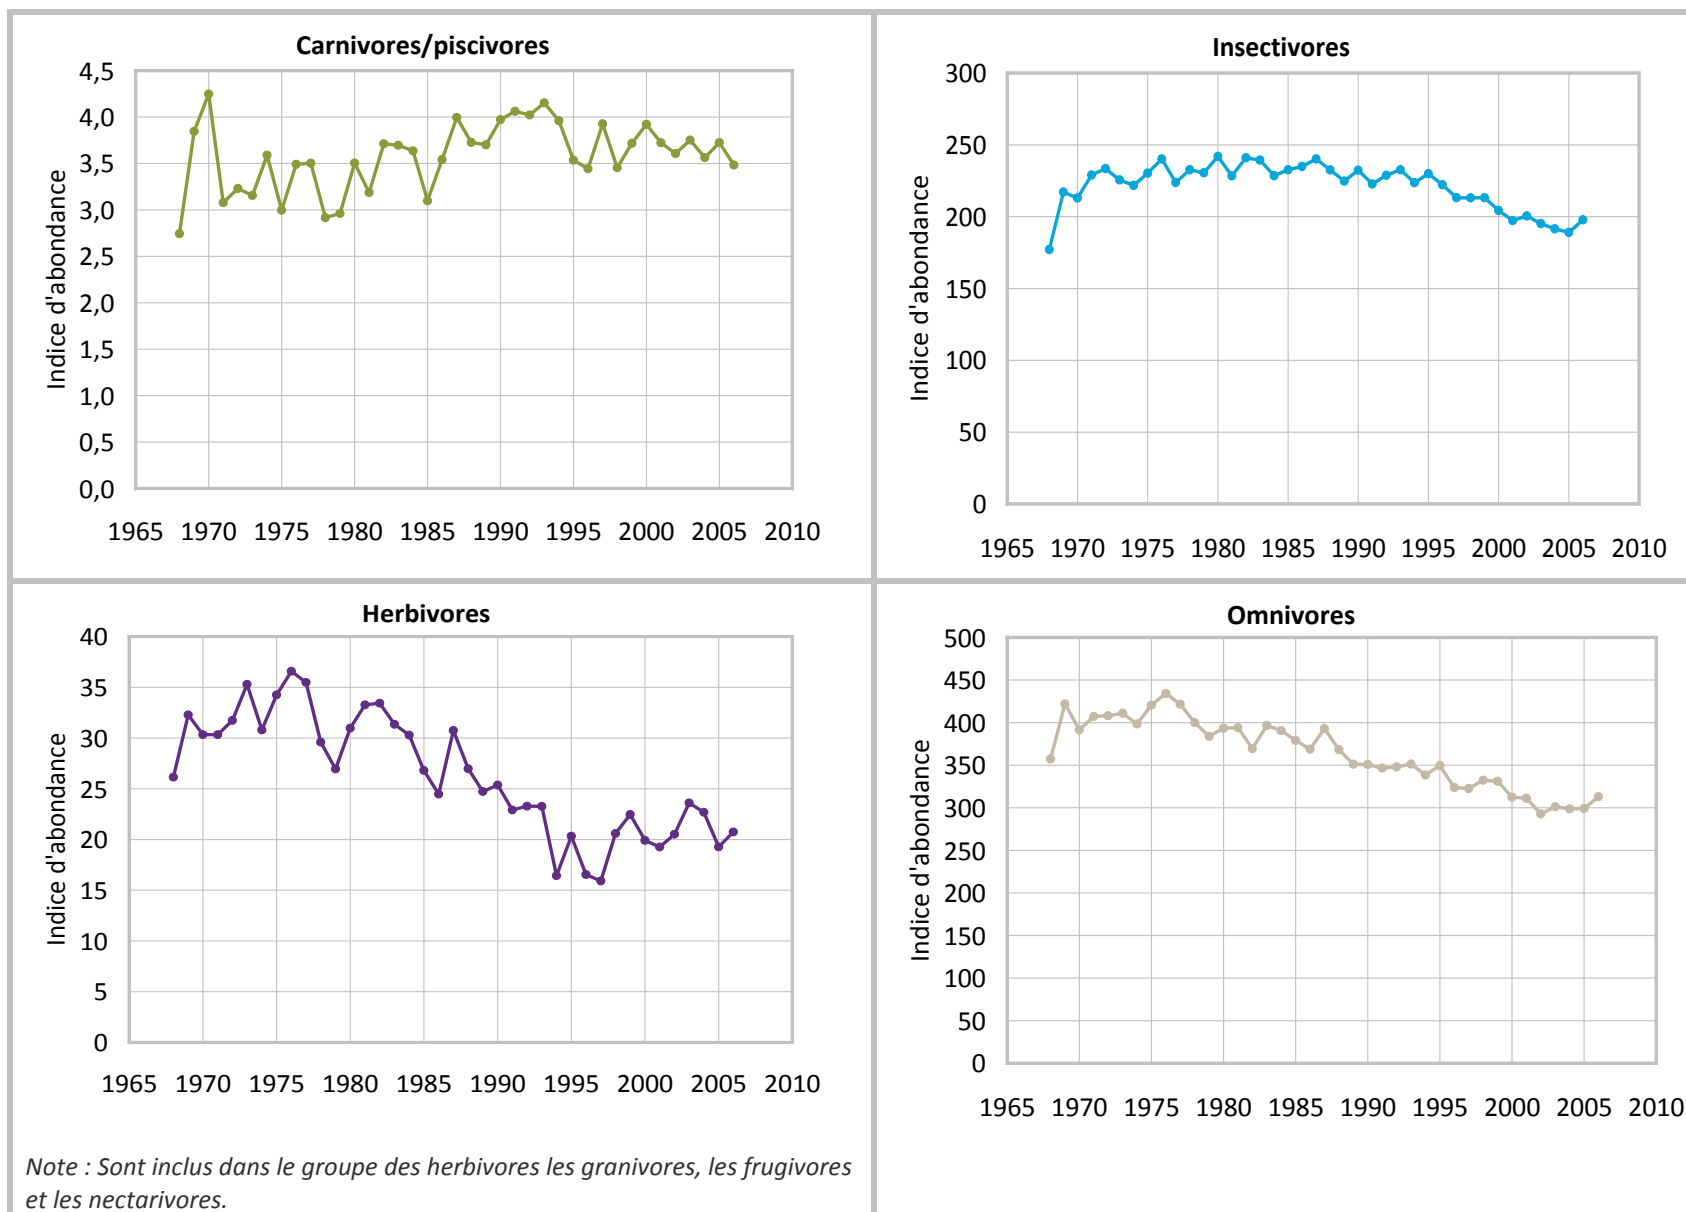 Carnivores/piscivores
Indice d'abondance
4,5
4,0
3,5
3,0
2,5
2,0
1,5
1,0
0,5
0,0
1965 1970 1975 1980 1985 1990 1995 2000 2005 2010
Insectivores
Indice d'abondance
300
250
200
150
100
50
0
1965 1970 1975 1980 1985 1990 1995 2000 2005 2010
Herbivores
Indice d'abondance
40
35
30
25
20
15
10
5
0
1965 1970 1975 1980 1985 1990 1995 2000 2005 2010
Note : Sont inclus dans le groupe des herbivores les granivores, les frugivores
et les nectarivores.
Omnivores
Indice d'abondance
500
450
400
350
300
250
200
150
100
50
0
1965 1970 1975 1980 1985 1990 1995 2000 2005 2010